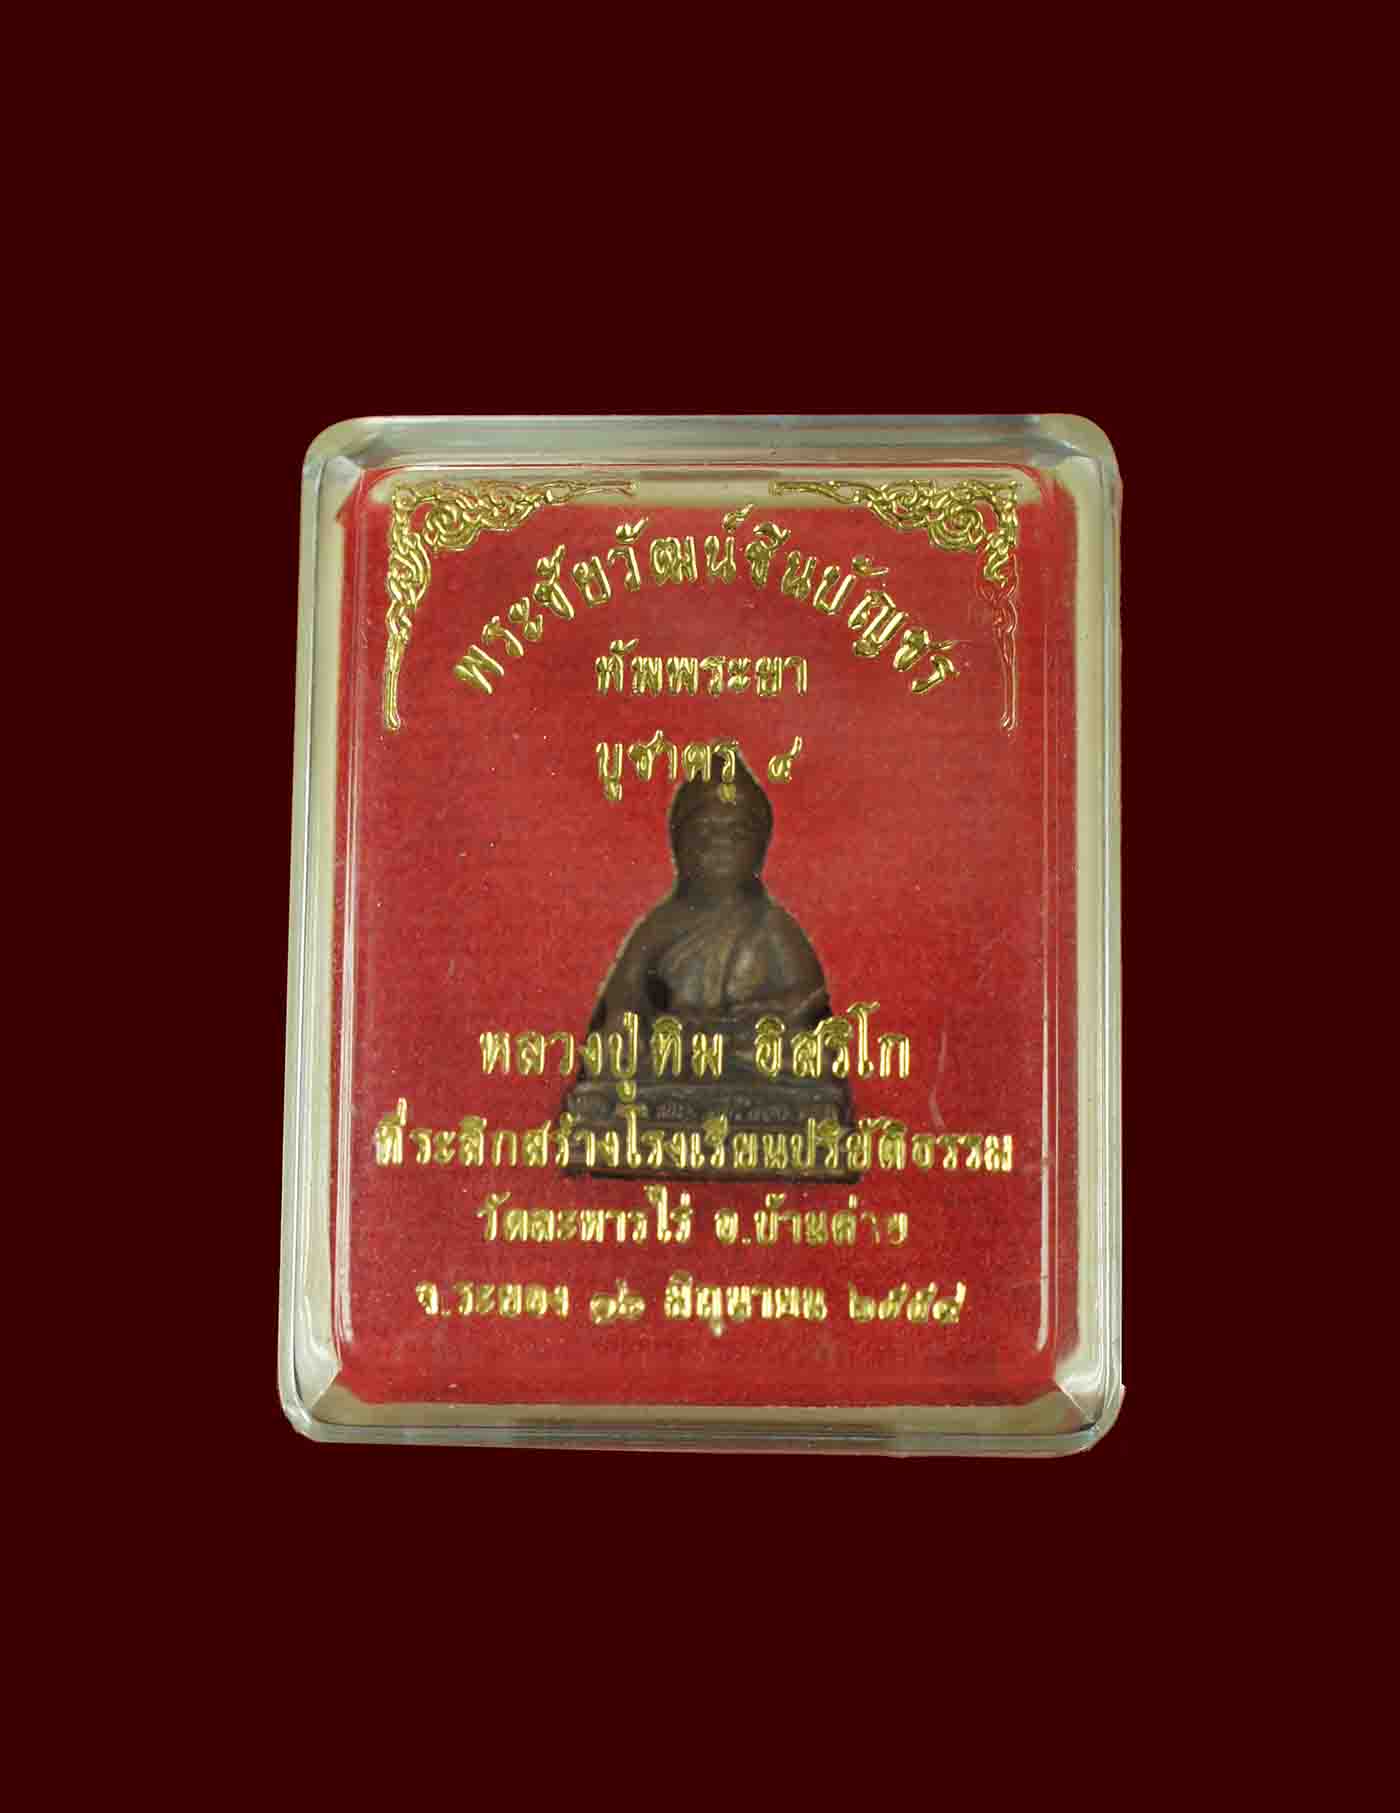 พระชัยวัฒน์ชินบัญชร
ทัพพระยา
บูชาครู ๔
หลวงปู่ทิม อิสริโก
ที่ระลึกสร้างโรงเรียนปริยัติธรรม
วัดละหารไร่ อ.บ้านค่าย
จ.ระยอง ๑๖ มิถุนายน ๒๕๕๔